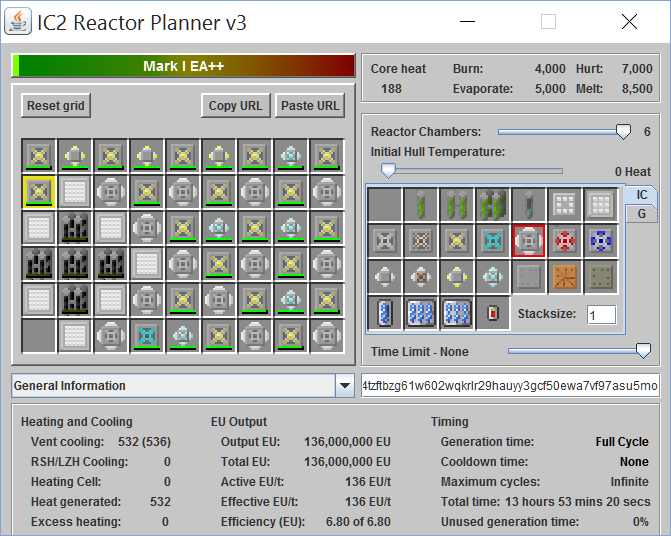 IC2 Reactor Planner v3
Mark I EA++
Core heat Burn: 4,000 Hurt: 7,000
188 Evaporate: 5,000 Melt: 8,500
Reset grid Copy URL Paste URL
Reactor Chambers: 6
Initial Hull Temperature:
0 Heat
IC
G
Stacksize: 1
Time Limit - None
General Information 4tzftbzg61w602wqkrlr29hauyy3gcf50ewa7vf97asu5mo
Heating and Cooling EU Output Timing
Vent cooling: 532 (536) Output EU: 136,000,000 EU Generation time: Full Cycle
RSH/LZH Cooling: 0 Total EU: 136,000,000 EU Cooldown time: None
Heating Cell: 0 Active EU/t: 136 EU/t Maximum cycles: Infinite
Heat generated: 532 Effective EU/t: 136 EU/t Total time: 13 hours 53 mins 20 secs
Excess heating: 0 Efficiency (EU): 6.80 of 6.80 Unused generation time: 0%